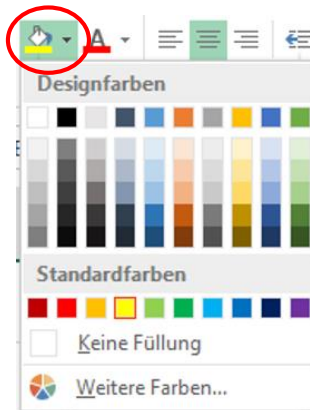 A
Designfarben
Standardfarben
Keine Füllung
Weitere Farben...